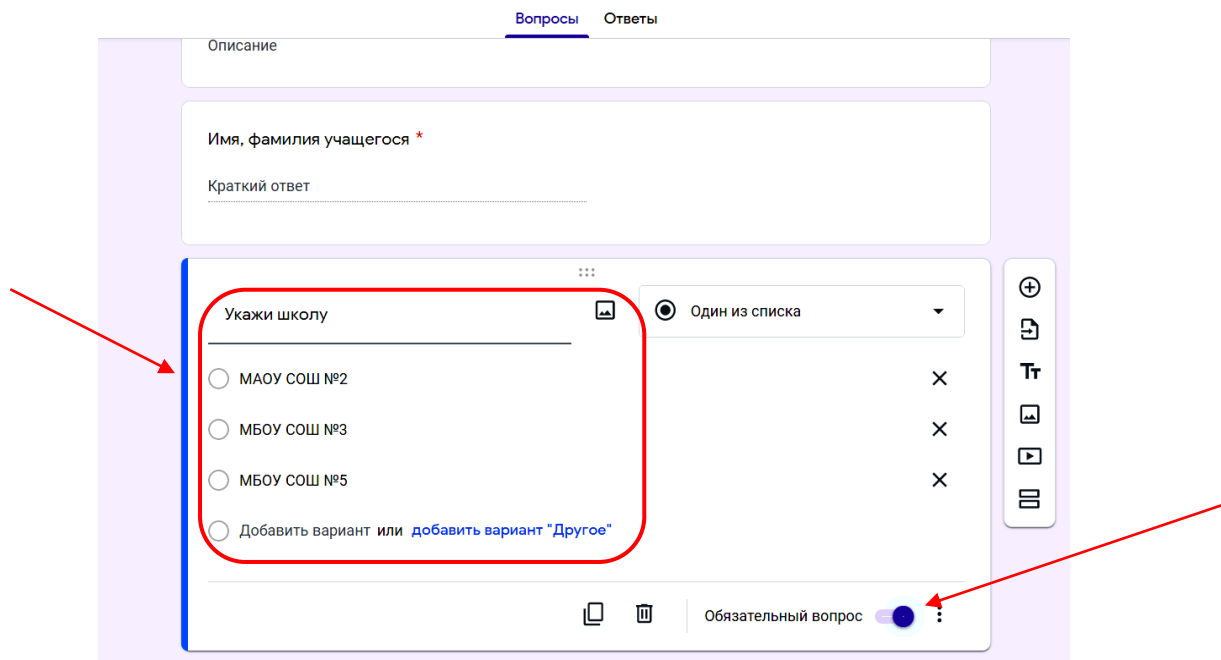 Вопросы Ответы
Описание
Имя, фамилия учащегося *
Краткий ответ
Укажи школу
Один из списка
МАОУ СОШ №2
МБОУ СОШ №3
МБОУ СОШ №5
Добавить вариант или добавить вариант "Другое"
Обязательный вопрос